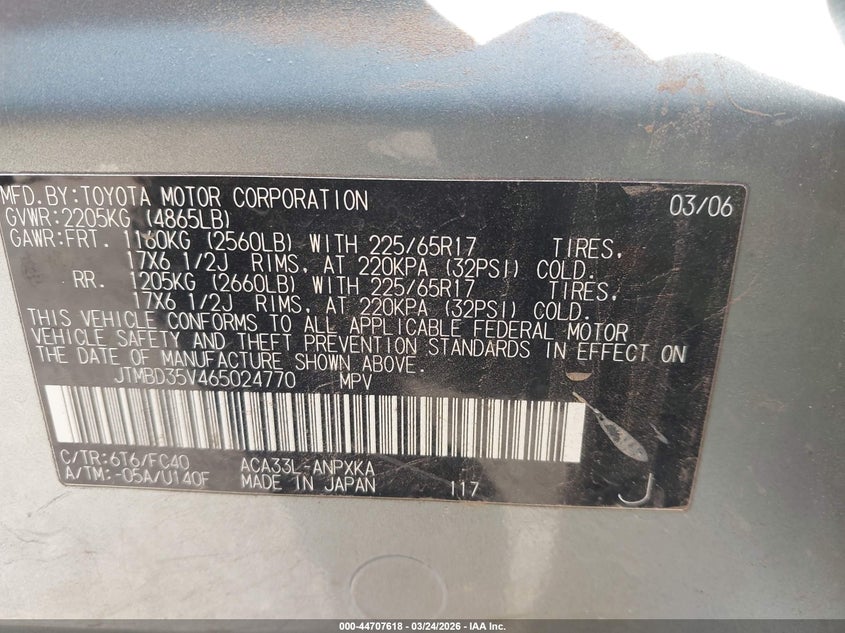 MFD.BY:TOYOTA MOTOR CORPORATION 03/06
GVWR:2205KG (4865LB)
GAWR:FRT. 1160KG (2560LB) WITH 225/65R17 TIRES,
17X6 1/2J RIMS, AT 220KPA (32PSI) COLD.
RR. 1205KG (2660LB) WITH 225/65R17 TIRES,
17X6 1/2J RIMS, AT 220KPA (32PSI) COLD.
THIS VEHICLE CONFORMS TO ALL APPLICABLE FEDERAL MOTOR
VEHICLE SAFETY AND THEFT PREVENTION STANDARDS IN EFFECT ON
THE DATE OF MANUFACTURE SHOWN ABOVE.
JTMBD35V465024770 MPV
C/TR:6T6/FC40 ACA33L-ANPXKA
A/TM:-05A/U140F MADE IN JAPAN I17
J
000-44707618 - 03/24/2026 - IAA Inc.